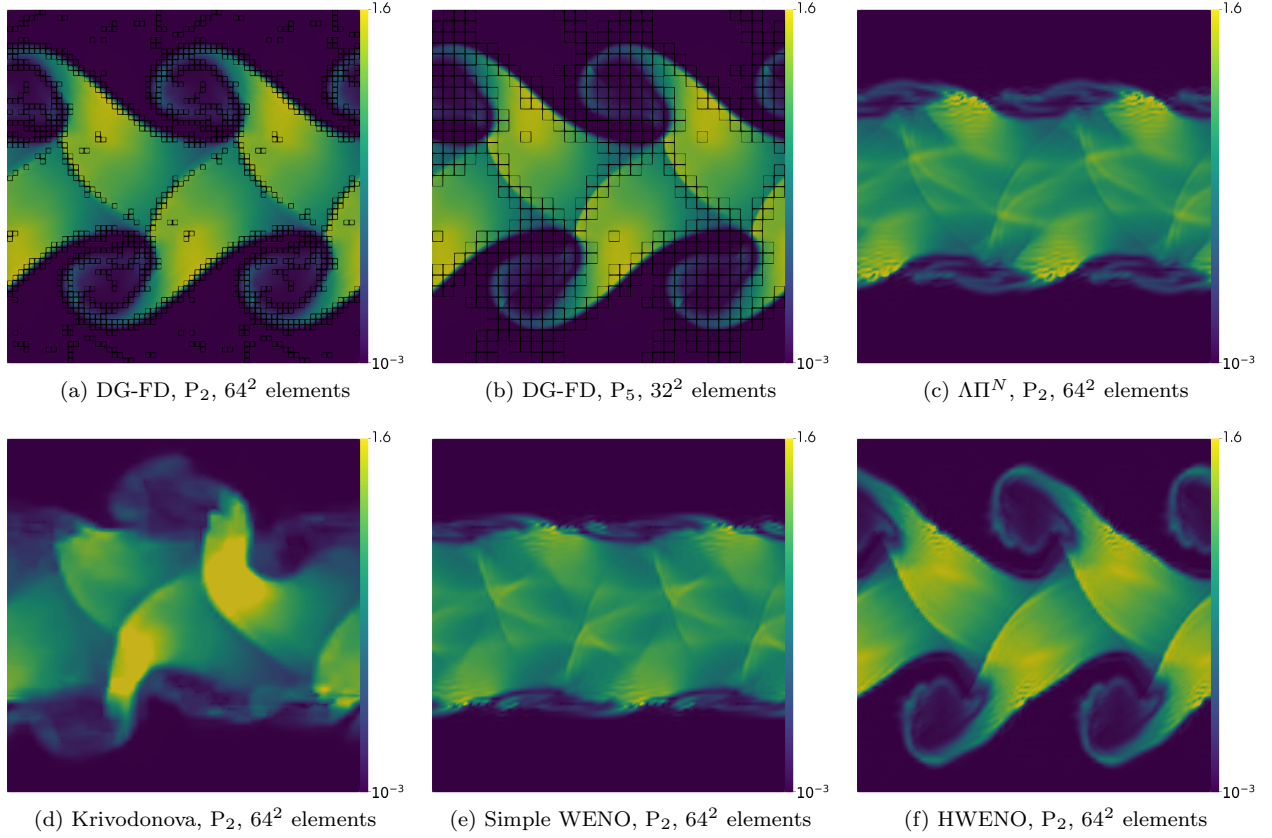 1.6 1.6 1.6
10⁻³ 10⁻³ 10⁻³
(a) DG-FD, P₂, 64² elements (b) DG-FD, P₅, 32² elements (c) ΛΠᴺ, P₂, 64² elements
1.6 1.6 1.6
10⁻³ 10⁻³ 10⁻³
(d) Krivodonova, P₂, 64² elements (e) Simple WENO, P₂, 64² elements (f) HWENO, P₂, 64² elements